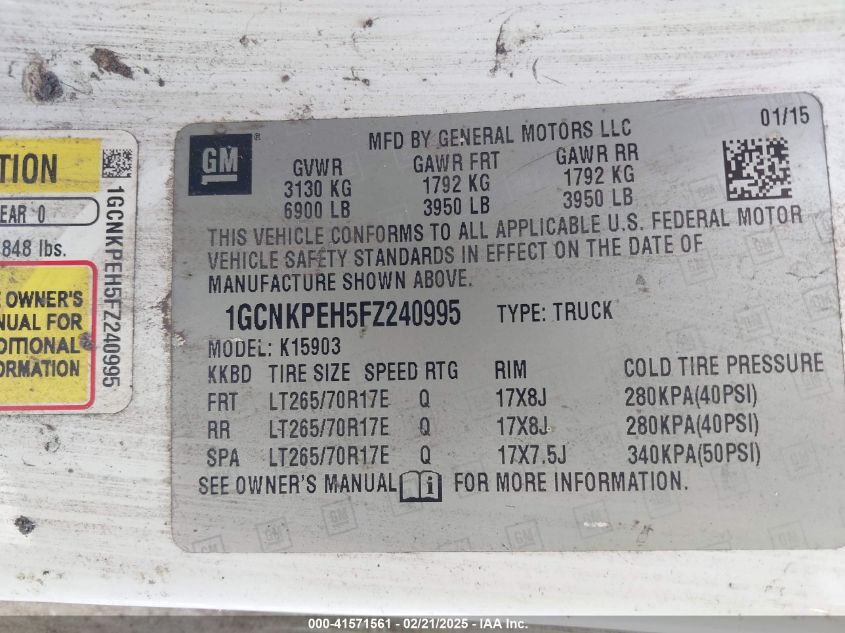 GM ®
MFD BY GENERAL MOTORS LLC
01/15
GVWR GAWR FRT GAWR RR
3130 KG 1792 KG 1792 KG
6900 LB 3950 LB 3950 LB
THIS VEHICLE CONFORMS TO ALL APPLICABLE U.S. FEDERAL MOTOR
VEHICLE SAFETY STANDARDS IN EFFECT ON THE DATE OF
MANUFACTURE SHOWN ABOVE.
1GCNKPEH5FZ240995 TYPE: TRUCK
MODEL: K15903
KKBD TIRE SIZE SPEED RTG RIM COLD TIRE PRESSURE
FRT LT265/70R17E Q 17X8J 280KPA(40PSI)
RR LT265/70R17E Q 17X8J 280KPA(40PSI)
SPA LT265/70R17E Q 17X7.5J 340KPA(50PSI)
SEE OWNER'S MANUAL FOR MORE INFORMATION.
TION
EAR 0
848 lbs.
E OWNER'S
NUAL FOR
DITIONAL
ORMATION
1GCNKPEH5FZ240995
000-41571561 / 02/21/2025 - IAA Inc.